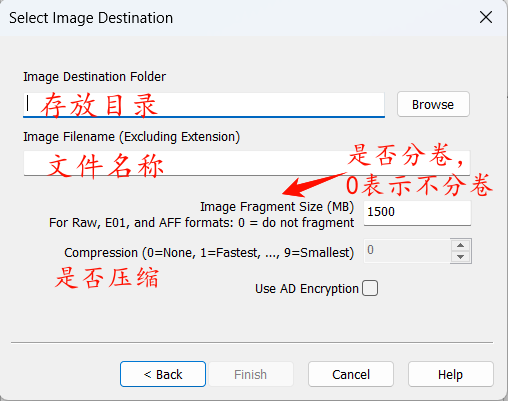 Select Image Destination
Image Destination Folder
存放目录
Browse
Image Filename (Excluding Extension)
文件名称
是否分卷，
0表示不分卷
Image Fragment Size (MB)
For Raw, E01, and AFF formats: 0 = do not fragment
1500
Compression (0=None, 1=Fastest, ..., 9=Smallest)
0
是否压缩
Use AD Encryption
< Back
Finish
Cancel
Help